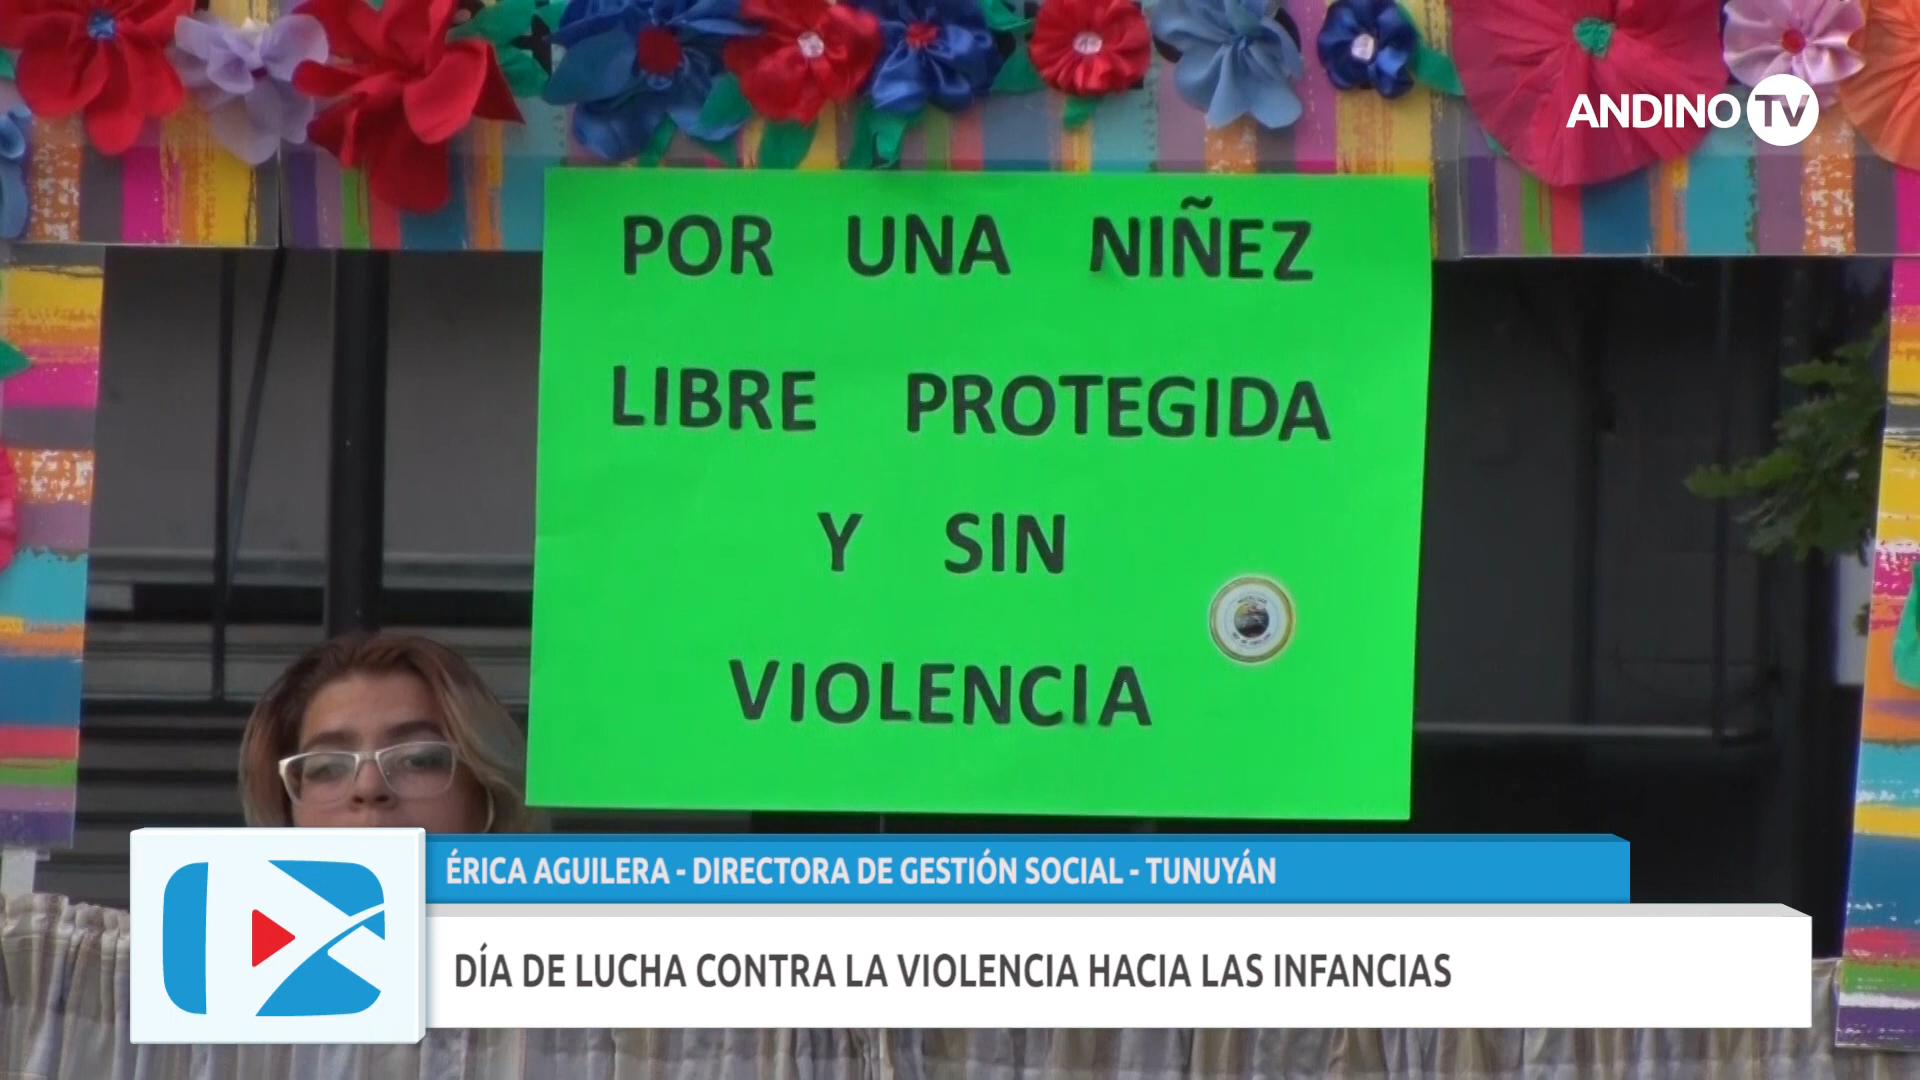 ANDINO TV
POR UNA NIÑEZ
LIBRE PROTEGIDA
Y SIN
VIOLENCIA
ÉRICA AGUILERA - DIRECTORA DE GESTIÓN SOCIAL - TUNUYÁN
DÍA DE LUCHA CONTRA LA VIOLENCIA HACIA LAS INFANCIAS